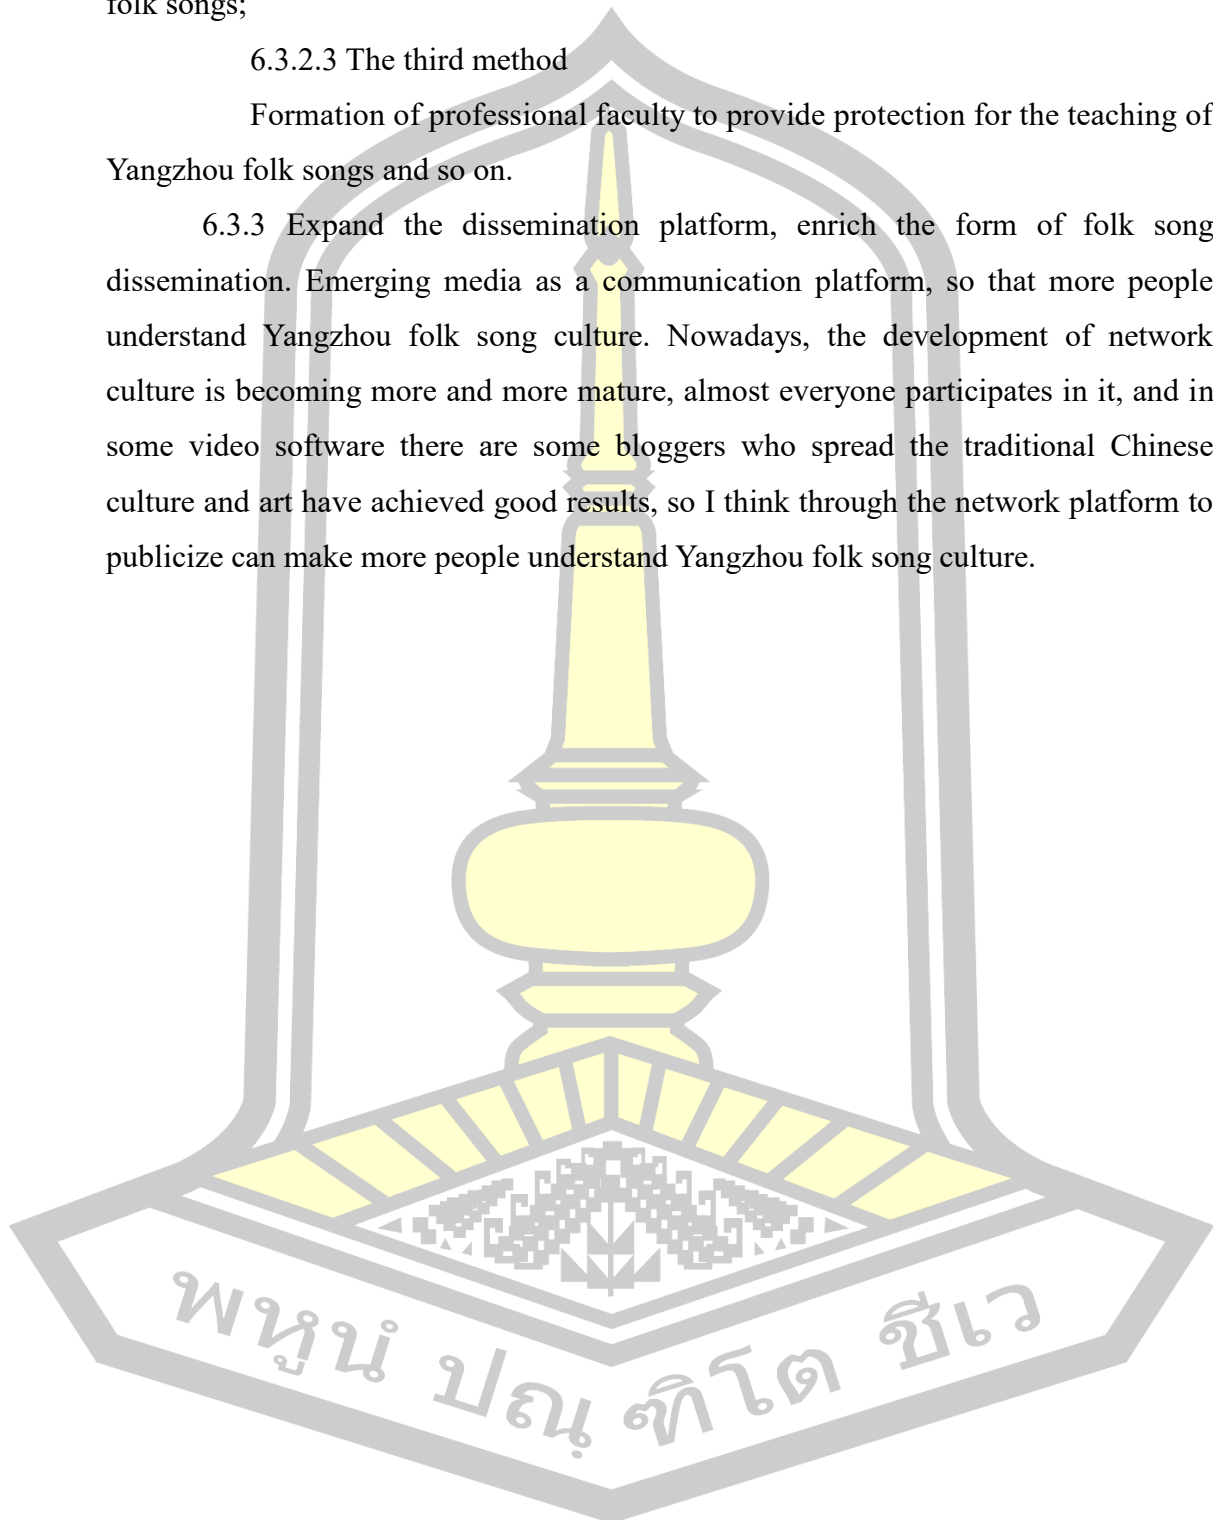 folk songs;
6.3.2.3 The third method
Formation of professional faculty to provide protection for the teaching of
Yangzhou folk songs and so on.
6.3.3 Expand the dissemination platform, enrich the form of folk song
dissemination. Emerging media as a communication platform, so that more people
understand Yangzhou folk song culture. Nowadays, the development of network
culture is becoming more and more mature, almost everyone participates in it, and in
some video software there are some bloggers who spread the traditional Chinese
culture and art have achieved good results, so I think through the network platform to
publicize can make more people understand Yangzhou folk song culture.
พหูนํ ปณฺฑิโต ชีเว